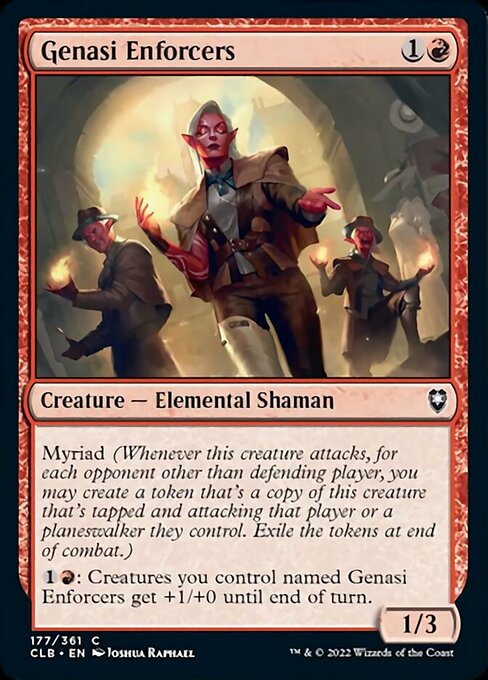 Genasi Enforcers 1
Creature — Elemental Shaman
Myriad (Whenever this creature attacks, for
each opponent other than defending player, you
may create a token that's a copy of this creature
that's tapped and attacking that player or a
planeswalker they control. Exile the tokens at end
of combat.)
1: Creatures you control named Genasi
Enforcers get +1/+0 until end of turn.
1/3
177/361 C
CLB • EN Joshua Raphael
™ & © 2022 Wizards of the Coast